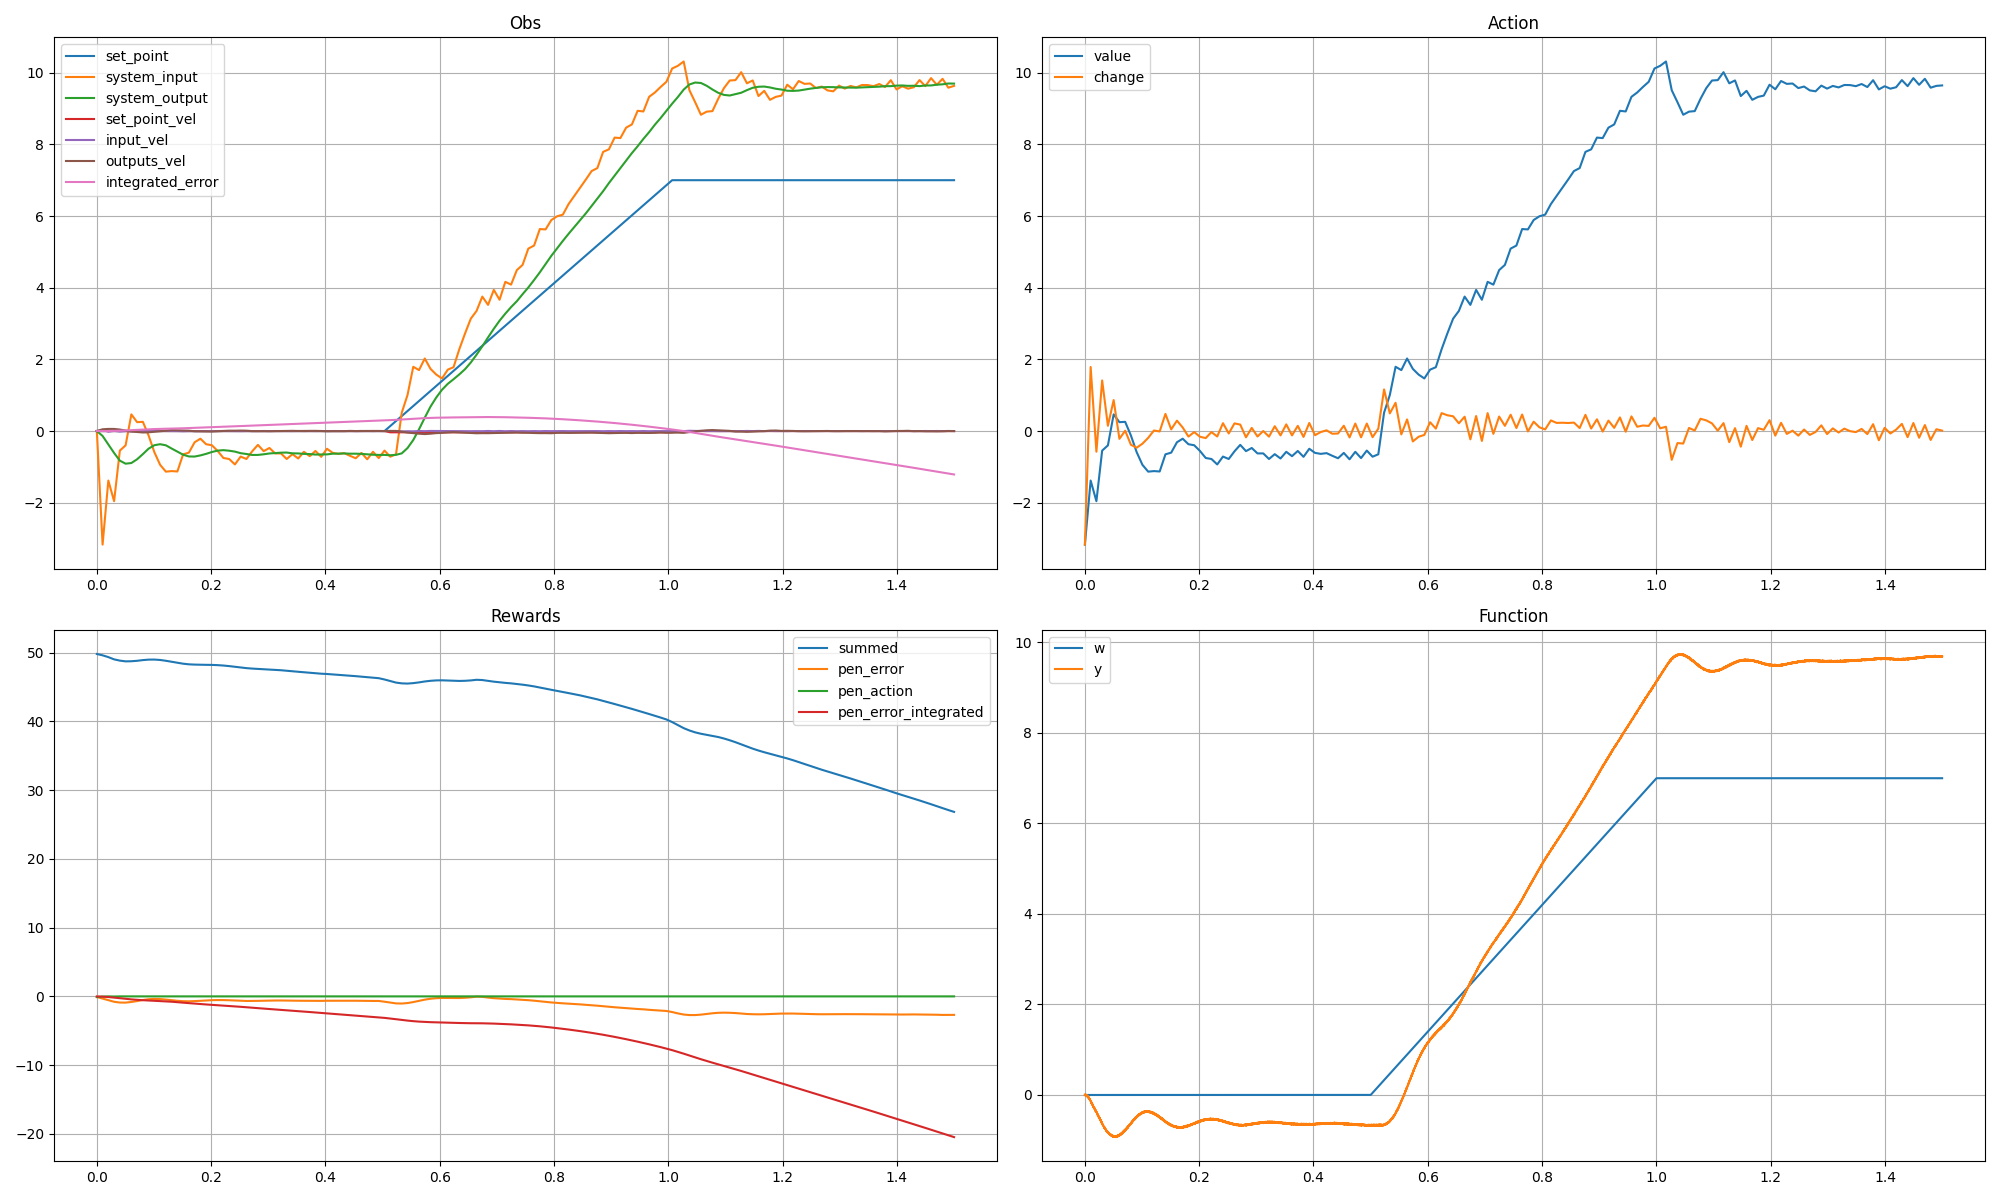 Obs
set_point
system_input
system_output
set_point_vel
input_vel
outputs_vel
integrated_error
10
8
6
4
2
0
−2
0.0 0.2 0.4 0.6 0.8 1.0 1.2 1.4
Action
value
change
10
8
6
4
2
0
−2
0.0 0.2 0.4 0.6 0.8 1.0 1.2 1.4
Rewards
summed
pen_error
pen_action
pen_error_integrated
50
40
30
20
10
0
−10
−20
0.0 0.2 0.4 0.6 0.8 1.0 1.2 1.4
Function
w
y
10
8
6
4
2
0
0.0 0.2 0.4 0.6 0.8 1.0 1.2 1.4